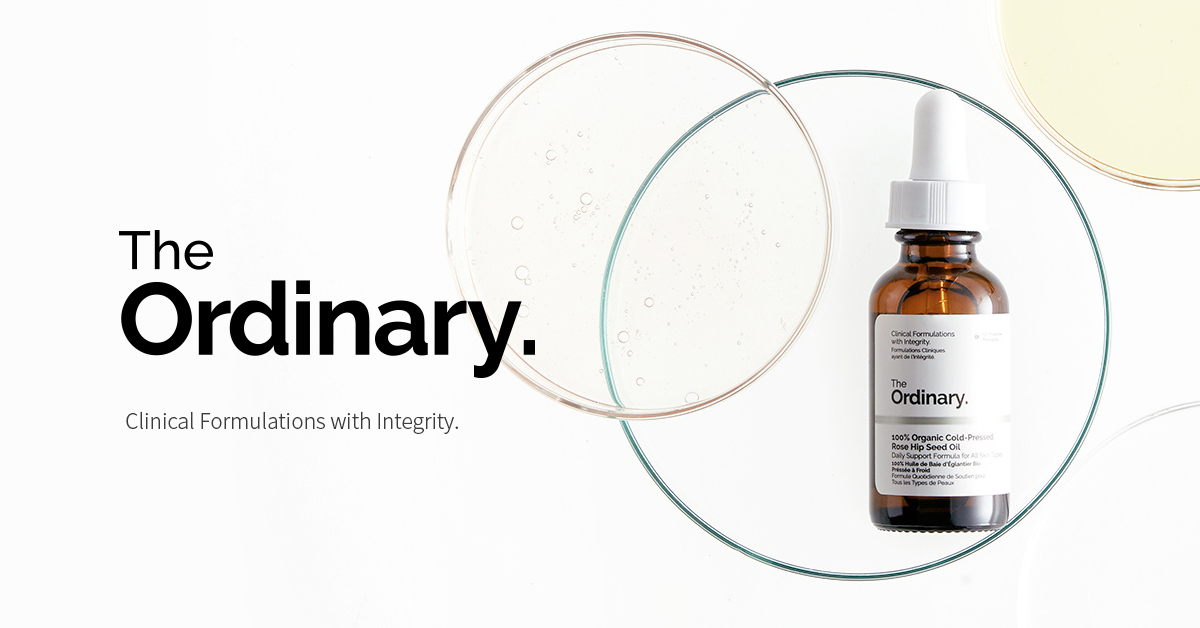 The
Ordinary.
Clinical Formulations with Integrity.
Clinical Formulations
with Integrity.
Formulations Cliniques
ayant de l'Intégrité.
The
Ordinary.
100% Organic Cold-Pressed
Rose Hip Seed Oil
Daily Support Formula for All Skin Types
100% Huile de Baie d'Églantier Bio
Pressée à Froid
Formule Quotidienne de Soutien pour
Tous les Types de Peaux